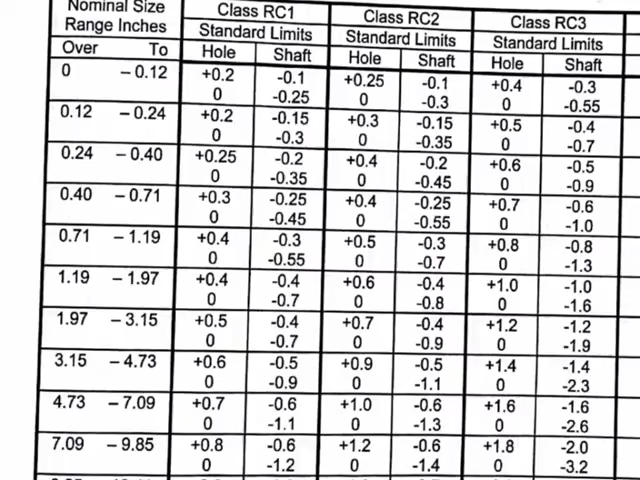 Nominal Size Class RC1 Class RC2 Class RC3
Range Inches Standard Limits Standard Limits Standard Limits
Over To Hole Shaft Hole Shaft Hole Shaft
0 – 0.12 +0.2 -0.1 +0.25 -0.1 +0.4 -0.3
0 -0.25 0 -0.3 0 -0.55
0.12 – 0.24 +0.2 -0.15 +0.3 -0.15 +0.5 -0.4
0 -0.3 0 -0.35 0 -0.7
0.24 – 0.40 +0.25 -0.2 +0.4 -0.2 +0.6 -0.5
0 -0.35 0 -0.45 0 -0.9
0.40 – 0.71 +0.3 -0.25 +0.4 -0.25 +0.7 -0.6
0 -0.45 0 -0.55 0 -1.0
0.71 – 1.19 +0.4 -0.3 +0.5 -0.3 +0.8 -0.8
0 -0.55 0 -0.7 0 -1.3
1.19 – 1.97 +0.4 -0.4 +0.6 -0.4 +1.0 -1.0
0 -0.7 0 -0.8 0 -1.6
1.97 – 3.15 +0.5 -0.4 +0.7 -0.4 +1.2 -1.2
0 -0.7 0 -0.9 0 -1.9
3.15 – 4.73 +0.6 -0.5 +0.9 -0.5 +1.4 -1.4
0 -0.9 0 -1.1 0 -2.3
4.73 – 7.09 +0.7 -0.6 +1.0 -0.6 +1.6 -1.6
0 -1.1 0 -1.3 0 -2.6
7.09 – 9.85 +0.8 -0.6 +1.2 -0.6 +1.8 -2.0
0 -1.2 0 -1.4 0 -3.2